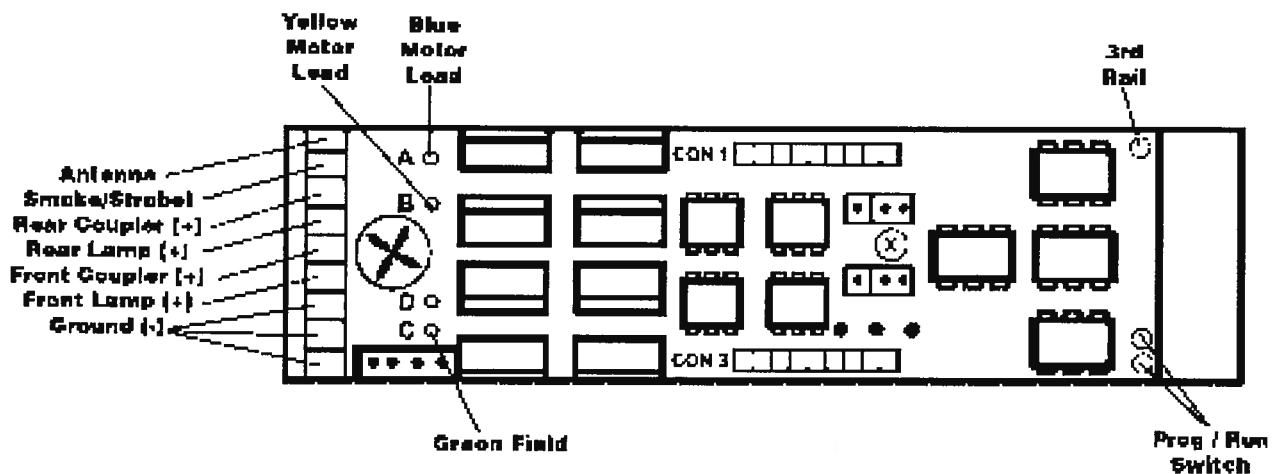 Yellow
Motor
Lead
Blue
Motor
Lead
3rd
Rail
Antenna
Smoke/Strobel
Rear Coupler (+)
Rear Lamp (+)
Front Coupler (+)
Front Lamp (+)
Ground (-)
A
B
D
C
CON 1
X
CON 3
Green Field
Prog / Run
Switch